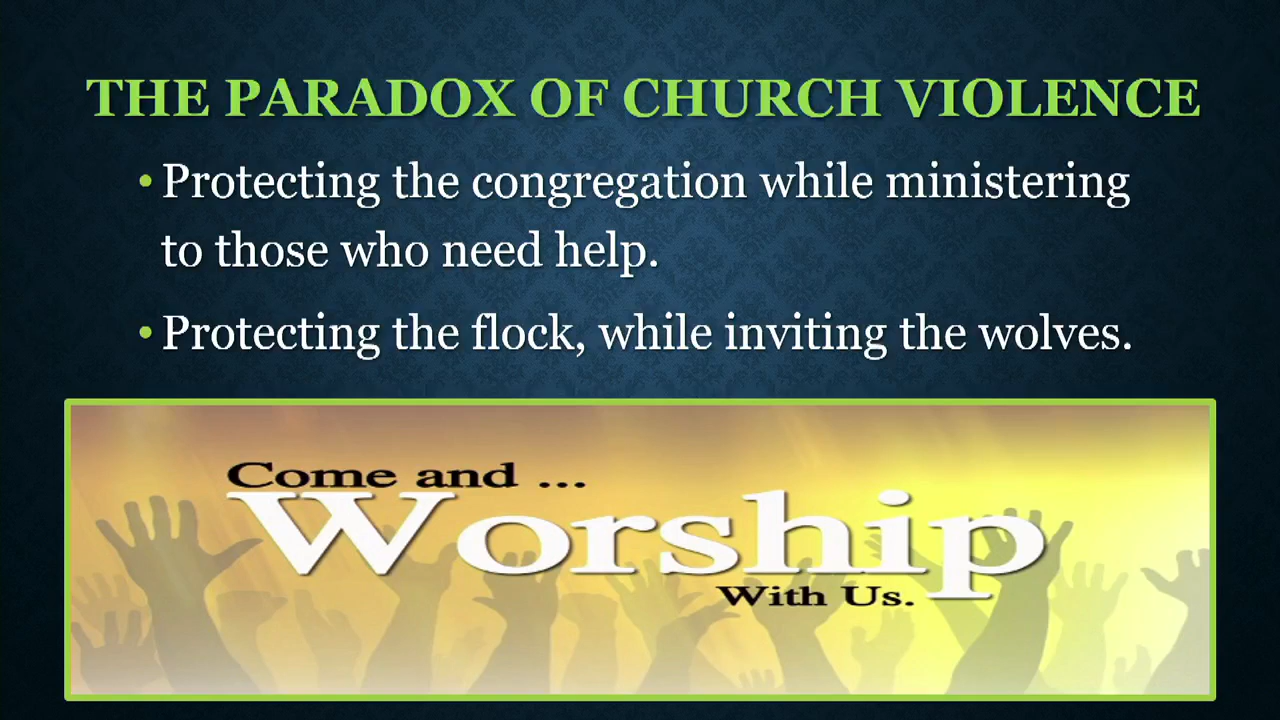 THE PARADOX OF CHURCH VIOLENCE
• Protecting the congregation while ministering
to those who need help.
• Protecting the flock, while inviting the wolves.
Come and ...
Worship
With Us.